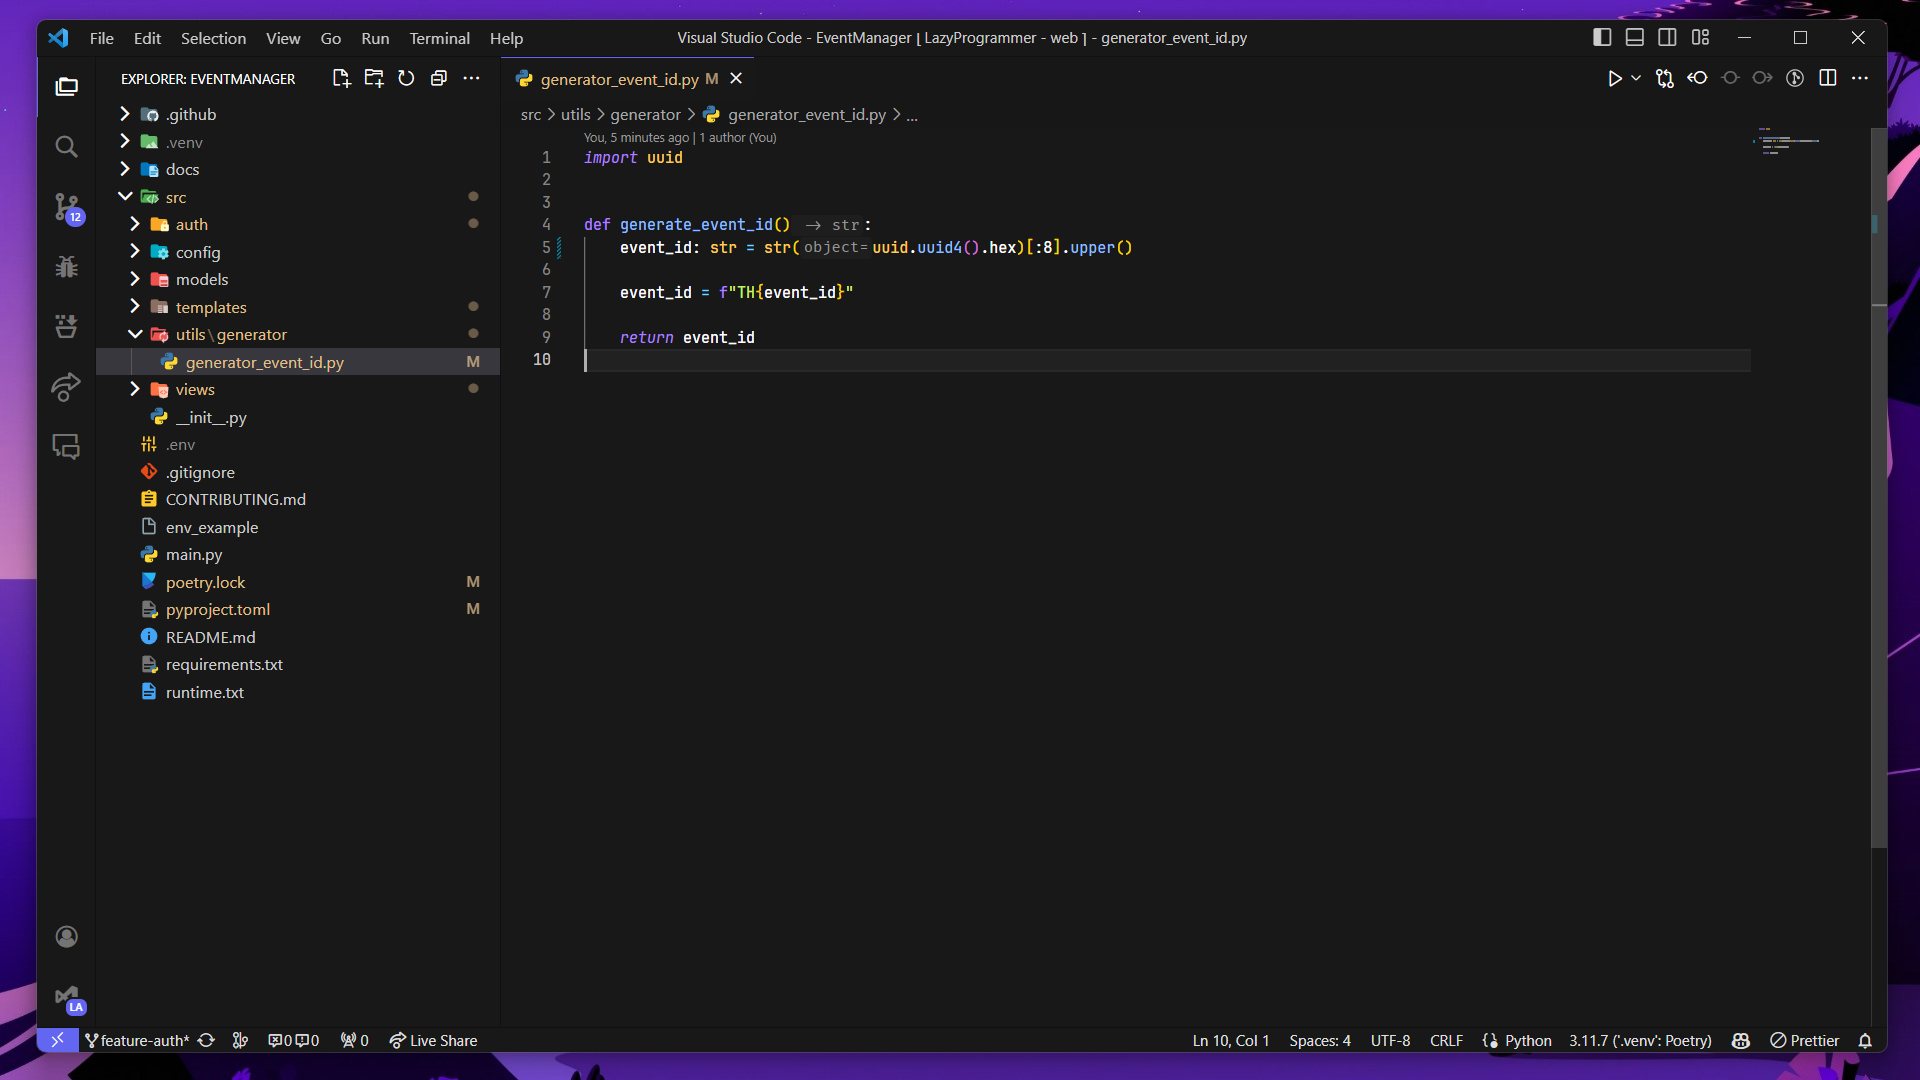 File Edit Selection View Go Run Terminal Help
Visual Studio Code - EventManager [ LazyProgrammer - web ] - generator_event_id.py
EXPLORER: EVENTMANAGER
.github
.venv
docs
src
auth
config
models
templates
utils\generator
generator_event_id.py M
views
__init__.py
.env
.gitignore
CONTRIBUTING.md
env_example
main.py
poetry.lock M
pyproject.toml M
README.md
requirements.txt
runtime.txt
12
LA
generator_event_id.py M
src > utils > generator > generator_event_id.py > ...
You, 5 minutes ago | 1 author (You)
1 import uuid
2
3
4 def generate_event_id() -> str:
5 event_id: str = str(object=uuid.uuid4().hex)[:8].upper()
6
7 event_id = f"TH{event_id}"
8
9 return event_id
10
feature-auth* 0 0 0 Live Share
Ln 10, Col 1 Spaces: 4 UTF-8 CRLF Python 3.11.7 ('.venv': Poetry) Prettier